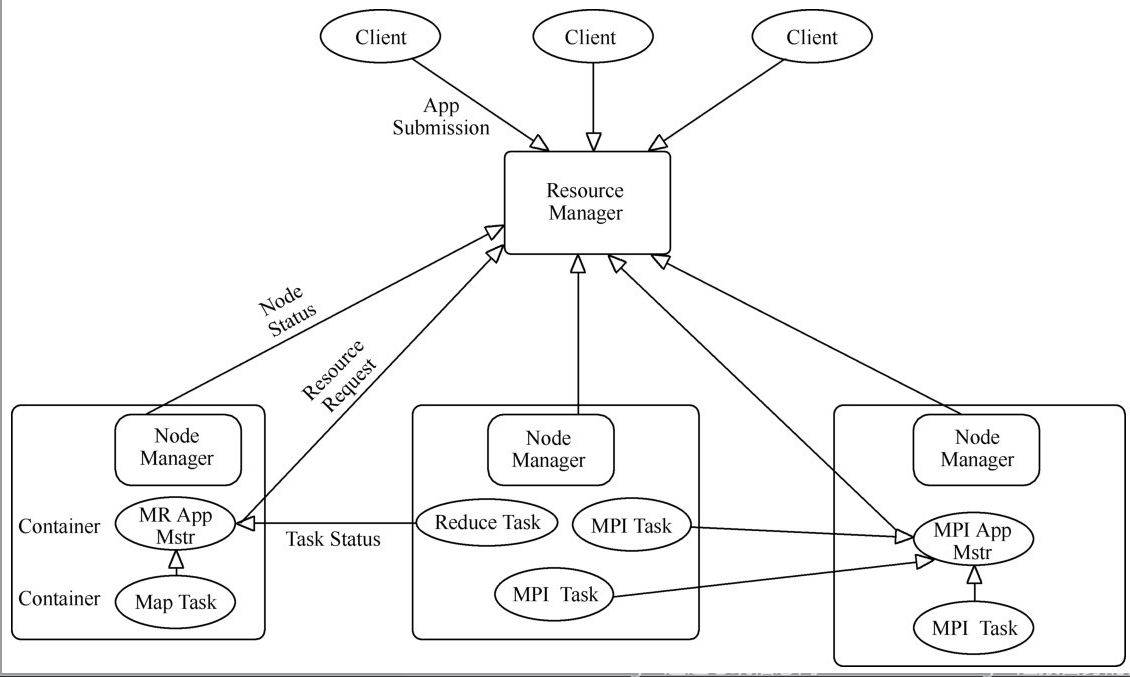 Client
Client
Client
App
Submission
Resource
Manager
Node
Status
Resource
Request
Node
Manager
Node
Manager
Node
Manager
Container
MR App
Mstr
Task Status
Reduce Task
MPI Task
MPI App
Mstr
Container
Map Task
MPI Task
MPI Task